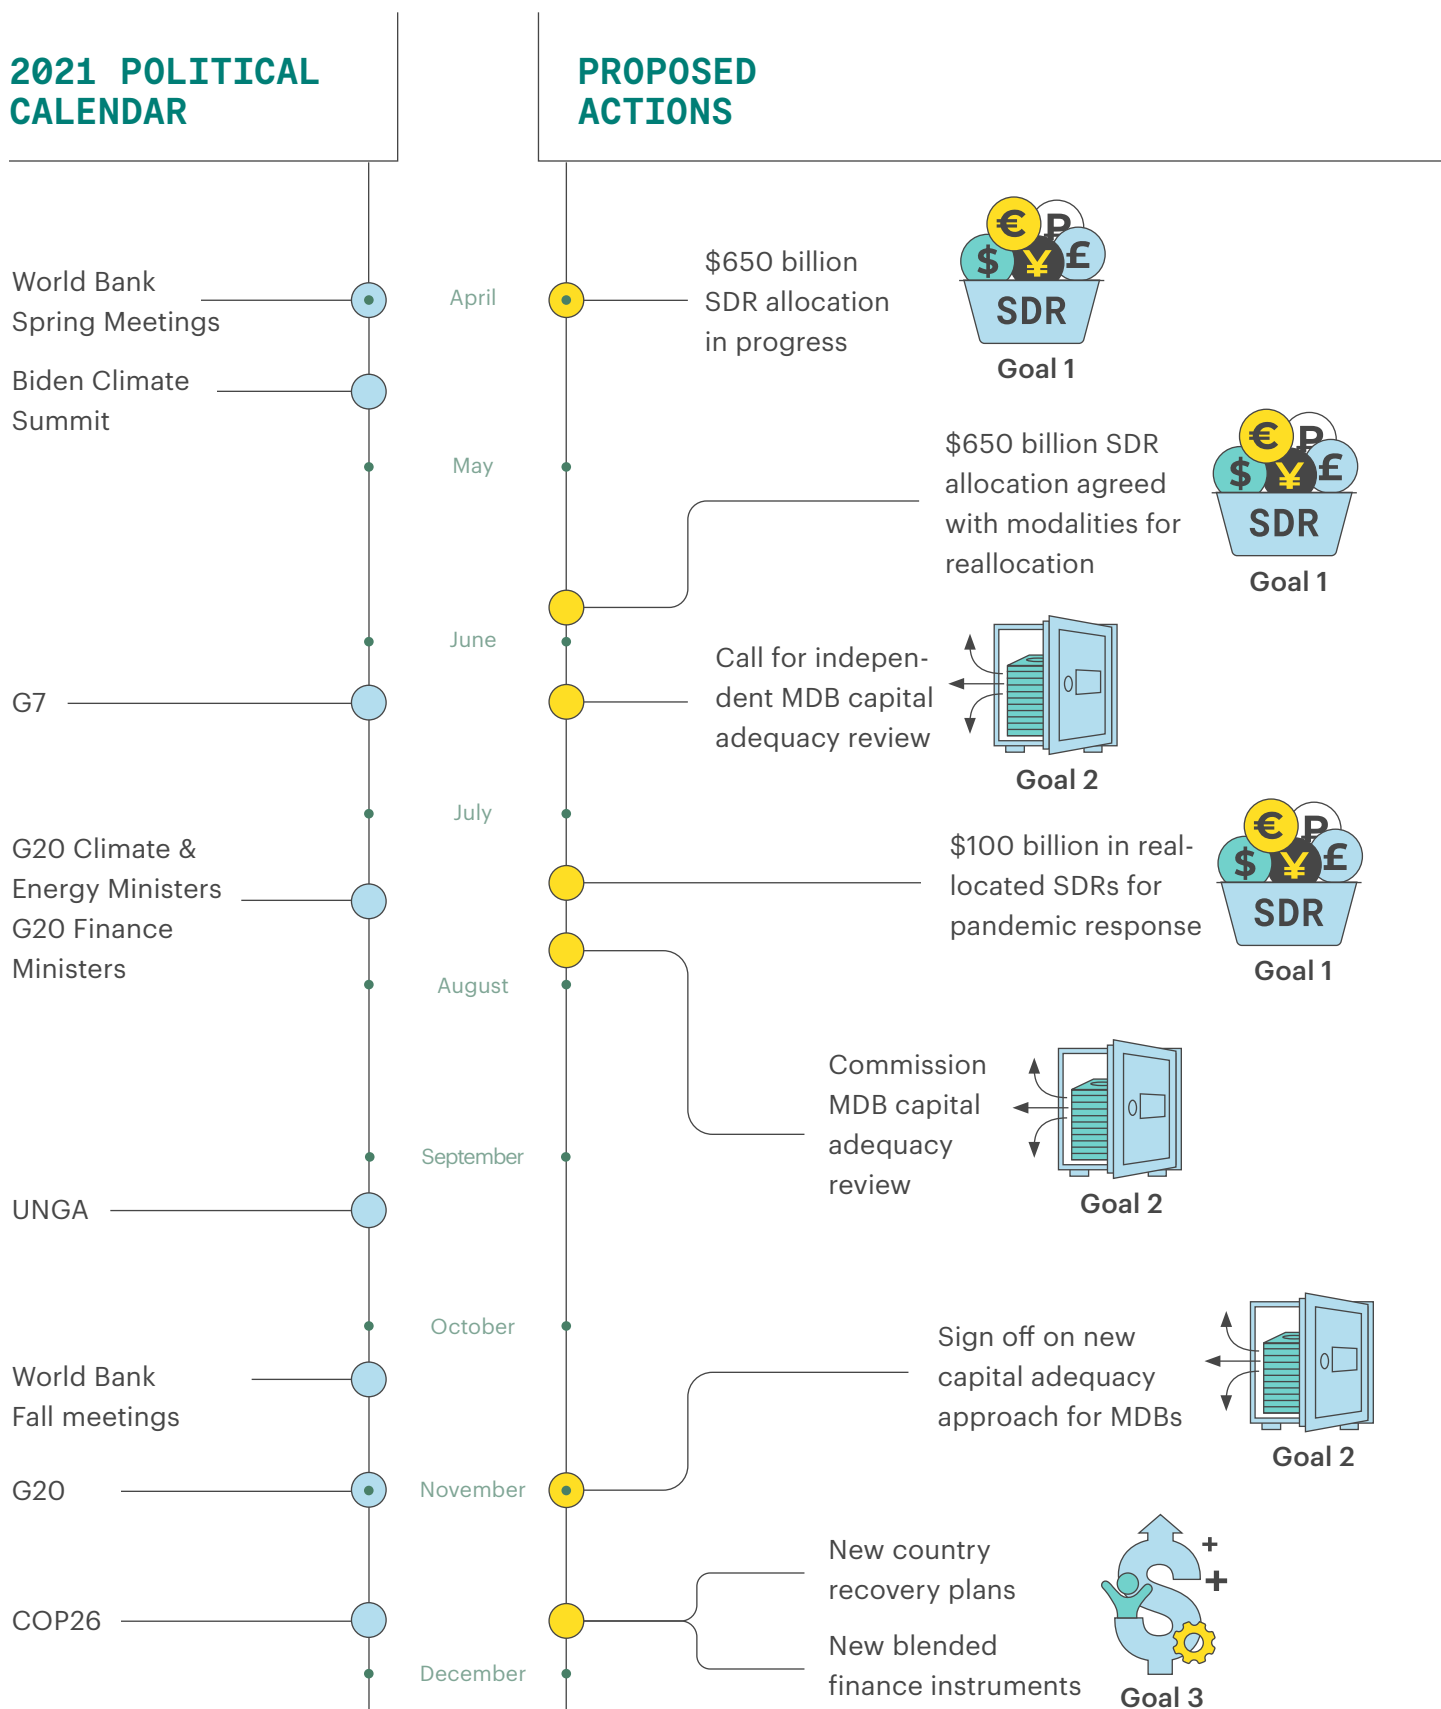 2021 POLITICAL
CALENDAR
PROPOSED
ACTIONS
World Bank
Spring Meetings
April
$650 billion
SDR allocation
in progress
€ ₽
$ ¥ £
SDR
Goal 1
Biden Climate
Summit
May
$650 billion SDR
allocation agreed
with modalities for
reallocation
€ ₽
$ ¥ £
SDR
Goal 1
June
G7
Call for indepen-
dent MDB capital
adequacy review
Goal 2
July
G20 Climate &
Energy Ministers
G20 Finance
Ministers
$100 billion in real-
located SDRs for
pandemic response
€ ₽
$ ¥ £
SDR
Goal 1
August
Commission
MDB capital
adequacy
review
Goal 2
September
UNGA
October
World Bank
Fall meetings
Sign off on new
capital adequacy
approach for MDBs
Goal 2
G20
November
COP26
New country
recovery plans
New blended
finance instruments
Goal 3
December